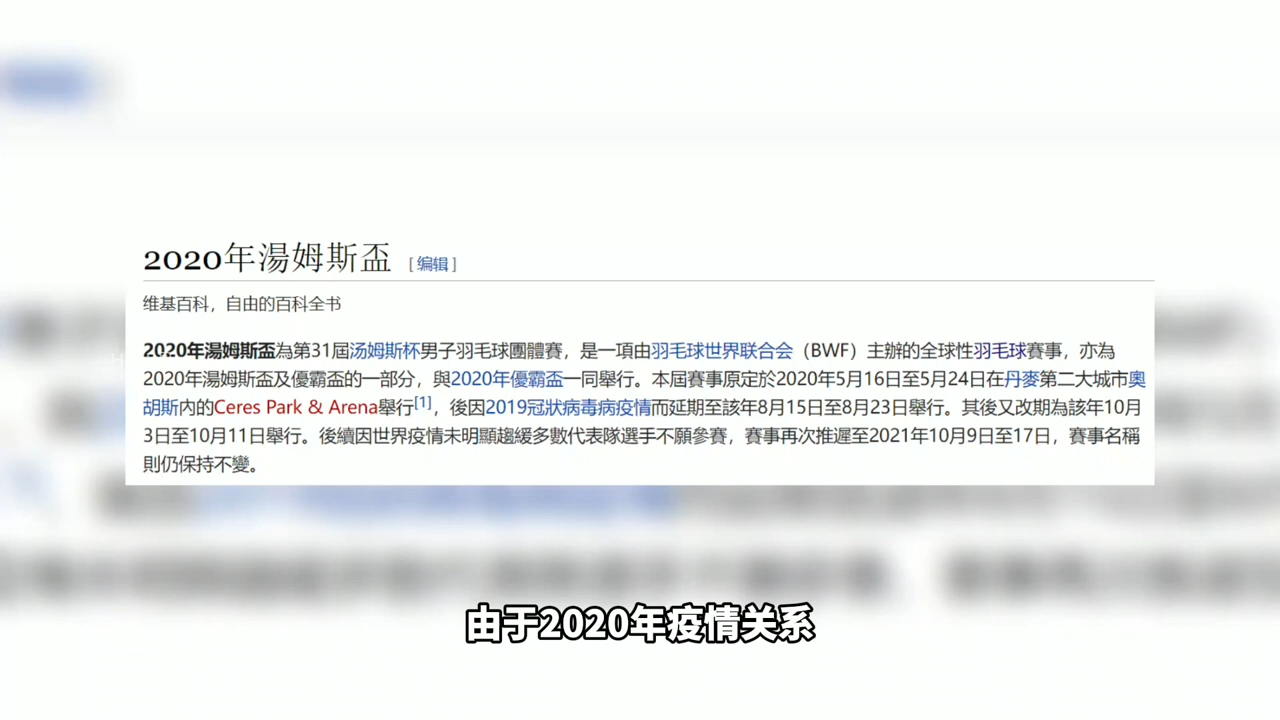 2020年湯姆斯盃 [编辑]
维基百科，自由的百科全书
2020年湯姆斯盃為第31屆汤姆斯杯男子羽毛球團體賽，是一項由羽毛球世界联合会（BWF）主辦的全球性羽毛球賽事，亦為
2020年湯姆斯盃及優霸盃的一部分，與2020年優霸盃一同舉行。本屆賽事原定於2020年5月16日至5月24日在丹麥第二大城市奧
胡斯內的Ceres Park & Arena舉行[1]，後因2019冠狀病毒病疫情而延期至該年8月15日至8月23日舉行。其後又改期為該年10月
3日至10月11日舉行。後續因世界疫情未明顯趨緩多數代表隊選手不願參賽，賽事再次推遲至2021年10月9日至17日，賽事名稱
則仍保持不變。
由于2020年疫情关系